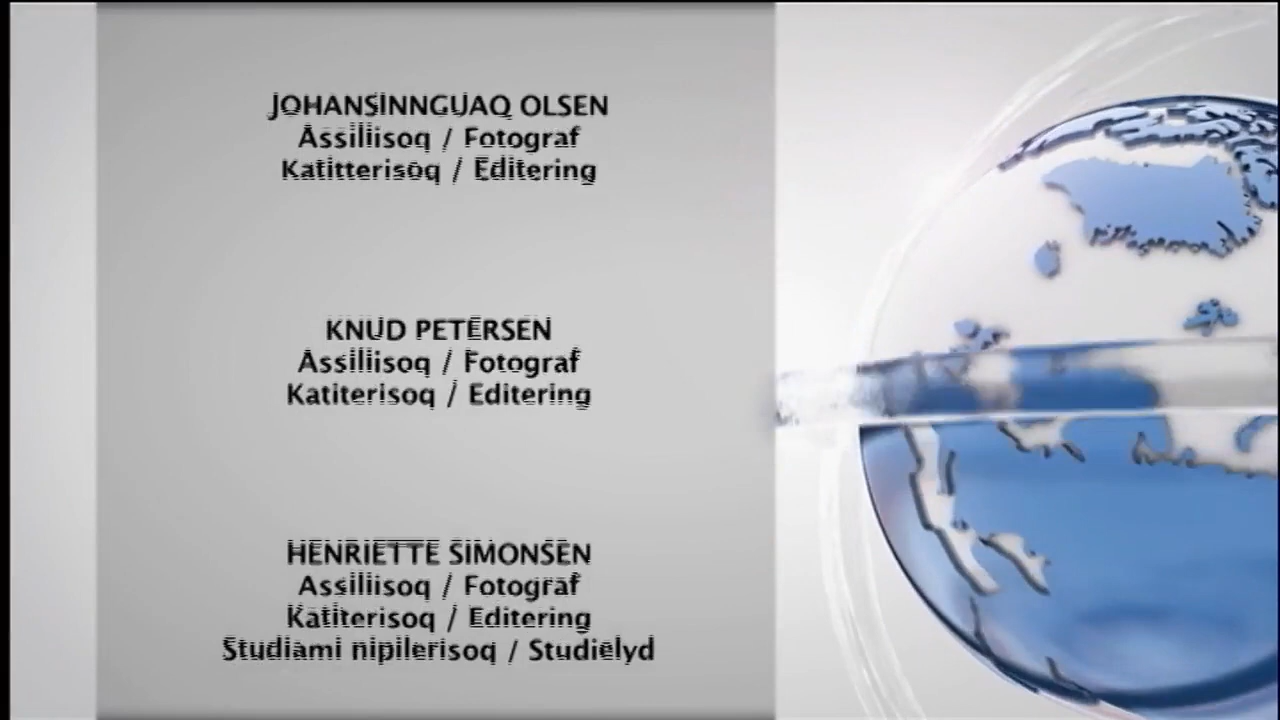 JOHANSINNGUAQ OLSEN
Assiliisoq / Fotograf
Katitterisoq / Editering
KNUD PETERSEN
Assiliisoq / Fotograf
Katiterisoq / Editering
HENRIETTE SIMONSEN
Assiliisoq / Fotograf
Katiterisoq / Editering
Studiami nipilerisoq / Studielyd